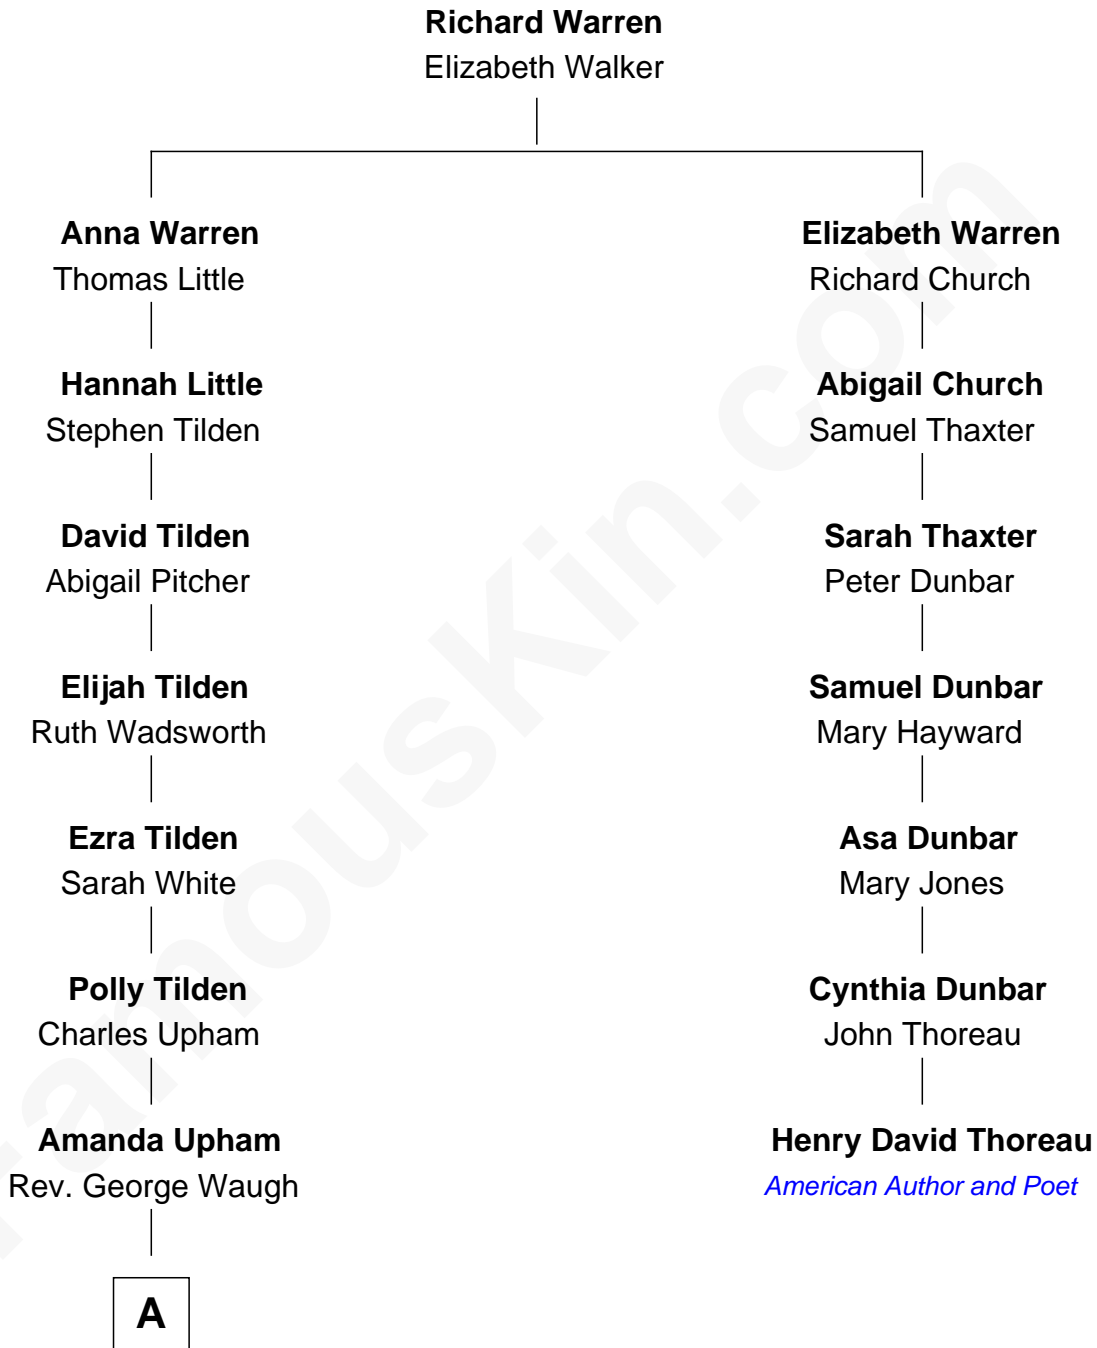 Richard Warren
Elizabeth Walker
Anna Warren
Thomas Little
Hannah Little
Stephen Tilden
David Tilden
Abigail Pitcher
Elijah Tilden
Ruth Wadsworth
Ezra Tilden
Sarah White
Polly Tilden
Charles Upham
Amanda Upham
Rev. George Waugh
A
Elizabeth Warren
Richard Church
Abigail Church
Samuel Thaxter
Sarah Thaxter
Peter Dunbar
Samuel Dunbar
Mary Hayward
Asa Dunbar
Mary Jones
Cynthia Dunbar
John Thoreau
Henry David Thoreau
American Author and Poet
FamousKin.com